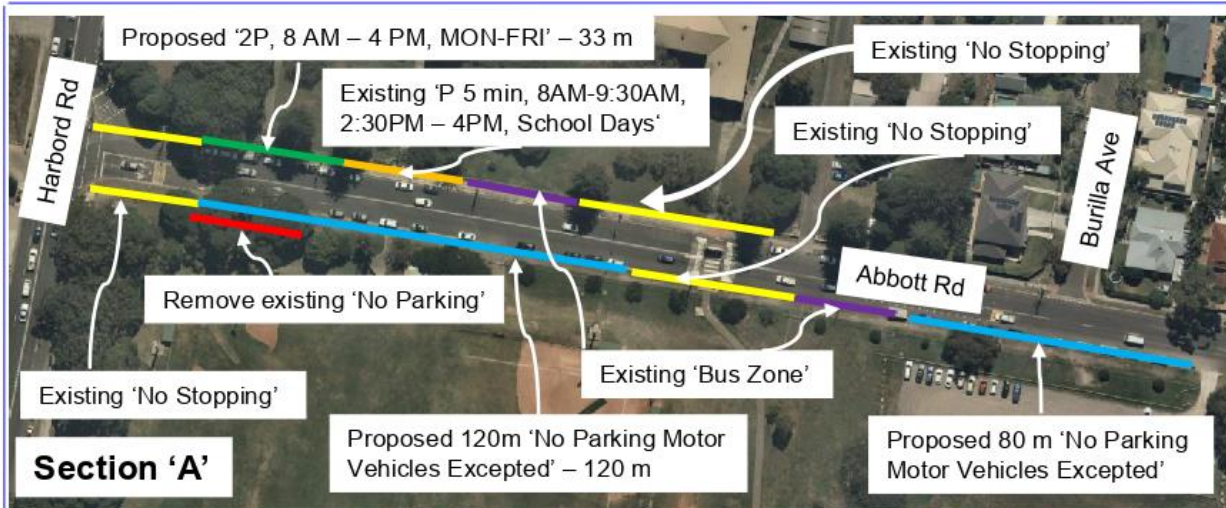 Proposed ‘2P, 8 AM – 4 PM, MON-FRI’ – 33 m
Existing ‘No Stopping’
Harbord Rd
Existing ‘P 5 min, 8AM-9:30AM,
2:30PM – 4PM, School Days‘
Existing ‘No Stopping’
Burilla Ave
Abbott Rd
Remove existing ‘No Parking’
Existing ‘No Stopping’
Existing ‘Bus Zone’
Proposed 120m ‘No Parking Motor
Vehicles Excepted’ – 120 m
Proposed 80 m ‘No Parking
Motor Vehicles Excepted’
Section ‘A’